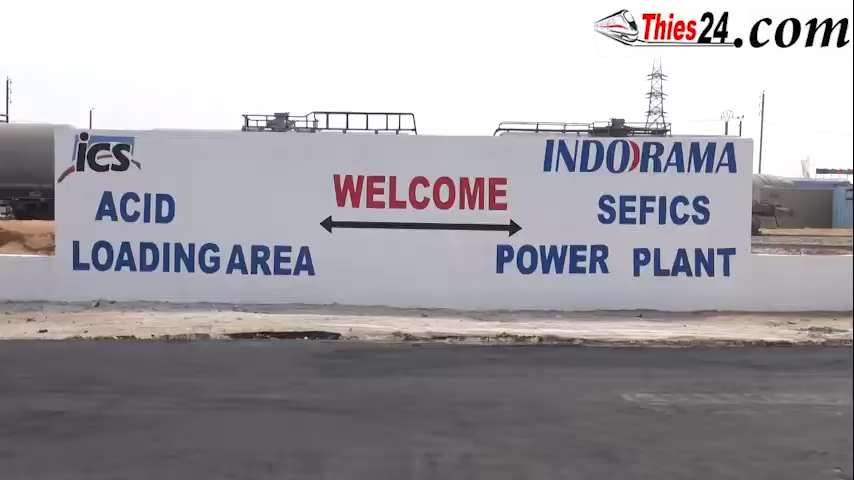 Thies24.com
ics
INDORAMA
WELCOME
ACID
LOADING AREA
SEFICS
POWER PLANT